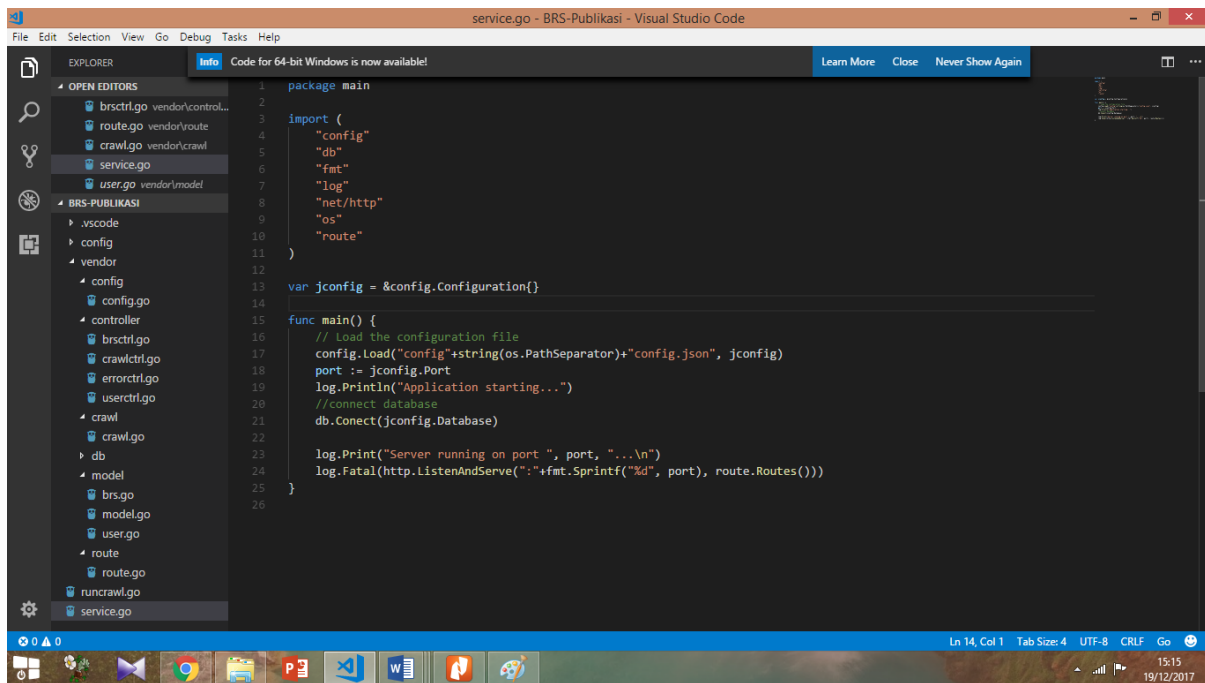 service.go - BRS-Publikasi - Visual Studio Code
File Edit Selection View Go Debug Tasks Help
EXPLORER
Info Code for 64-bit Windows is now available! Learn More Close Never Show Again
OPEN EDITORS
brsctrl.go vendor\control...
route.go vendor\route
crawl.go vendor\crawl
service.go
user.go vendor\model
BRS-PUBLIKASI
.vscode
config
vendor
config
config.go
controller
brsctrl.go
crawlctrl.go
errorctrl.go
userctrl.go
crawl
crawl.go
db
model
brs.go
model.go
user.go
route
route.go
runcrawl.go
service.go
1 package main
2
3 import (
4 "config"
5 "db"
6 "fmt"
7 "log"
8 "net/http"
9 "os"
10 "route"
11 )
12
13 var jconfig = &config.Configuration{}
14
15 func main() {
16 // Load the configuration file
17 config.Load("config"+string(os.PathSeparator)+"config.json", jconfig)
18 port := jconfig.Port
19 log.Println("Application starting...")
20 //connect database
21 db.Conect(jconfig.Database)
22
23 log.Print("Server running on port ", port, "...\n")
24 log.Fatal(http.ListenAndServe(":"+fmt.Sprintf("%d", port), route.Routes()))
25 }
26
0 0 Ln 14, Col 1 Tab Size: 4 UTF-8 CRLF Go
15:15
19/12/2017